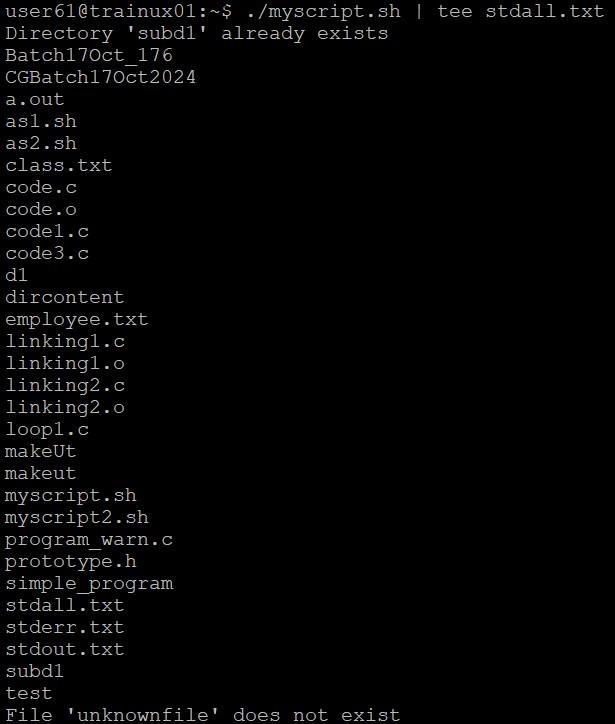 user61@trainux01:~$ ./myscript.sh | tee stdall.txt
Directory 'subd1' already exists
Batch17Oct_176
CGBatch17Oct2024
a.out
as1.sh
as2.sh
class.txt
code.c
code.o
code1.c
code3.c
d1
dircontent
employee.txt
linking1.c
linking1.o
linking2.c
linking2.o
loop1.c
makeUt
makeut
myscript.sh
myscript2.sh
program_warn.c
prototype.h
simple_program
stdall.txt
stderr.txt
stdout.txt
subd1
test
File 'unknownfile' does not exist